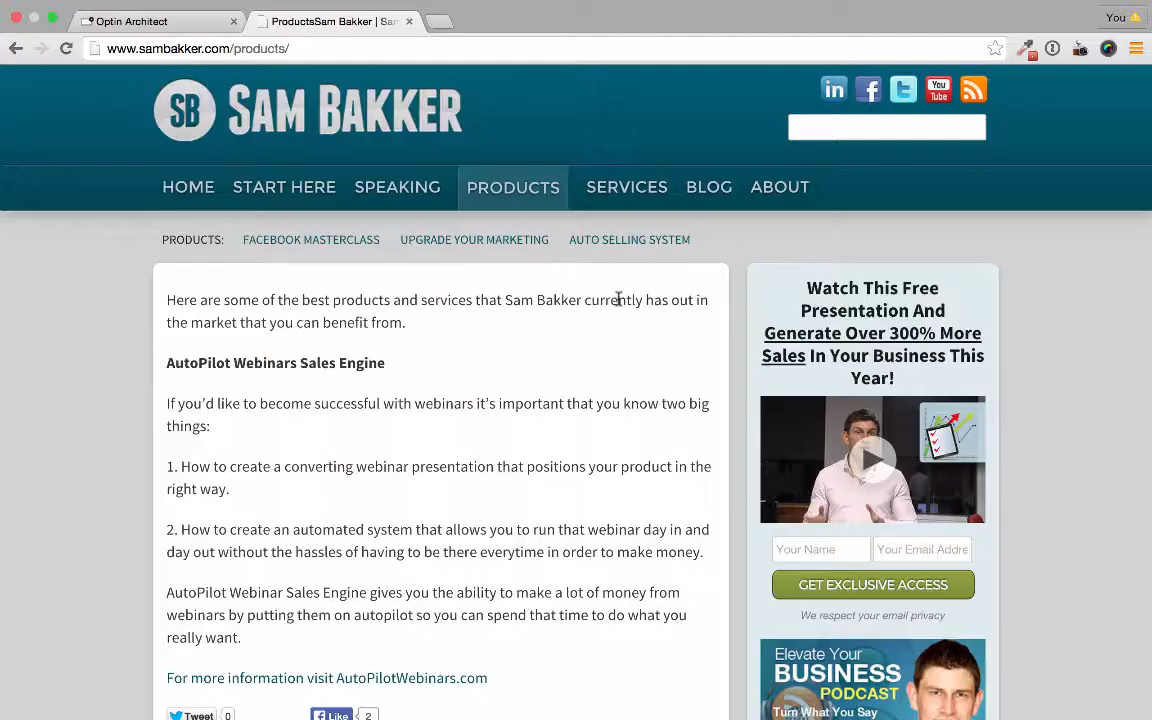 Optin Architect
ProductsSam Bakker | San
You
www.sambakker.com/products/
SB SAM BAKKER
in f t You Tube
HOME START HERE SPEAKING PRODUCTS SERVICES BLOG ABOUT
PRODUCTS: FACEBOOK MASTERCLASS UPGRADE YOUR MARKETING AUTO SELLING SYSTEM
Here are some of the best products and services that Sam Bakker currently has out in
the market that you can benefit from.
AutoPilot Webinars Sales Engine
If you’d like to become successful with webinars it’s important that you know two big
things:
1. How to create a converting webinar presentation that positions your product in the
right way.
2. How to create an automated system that allows you to run that webinar day in and
day out without the hassles of having to be there everytime in order to make money.
AutoPilot Webinar Sales Engine gives you the ability to make a lot of money from
webinars by putting them on autopilot so you can spend that time to do what you
really want.
For more information visit AutoPilotWebinars.com
Tweet 0 Like 2
Watch This Free
Presentation And
Generate Over 300% More
Sales In Your Business This
Year!
Your Name Your Email Addre
GET EXCLUSIVE ACCESS
We respect your email privacy
Elevate Your
BUSINESS
PODCAST
Turn What You Say